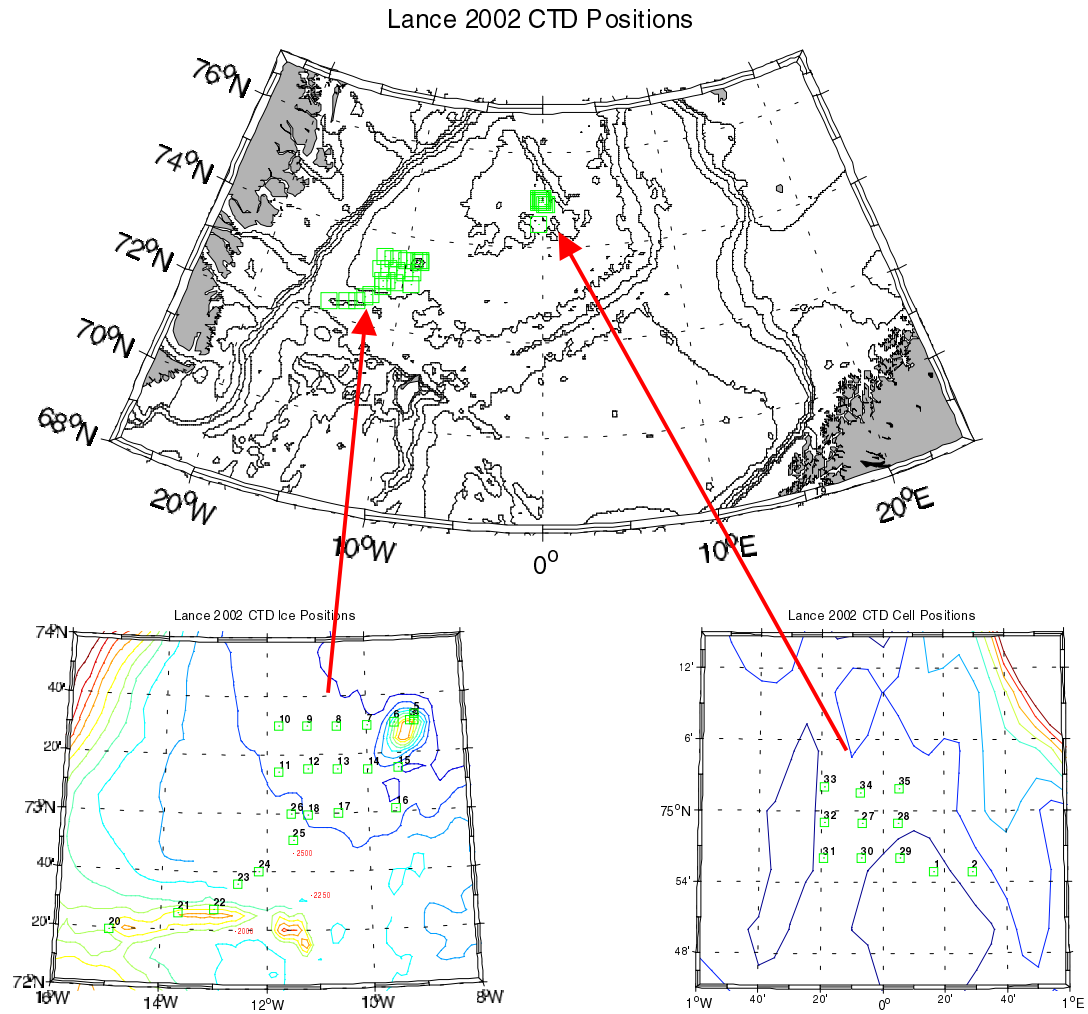 Lance 2002 CTD Positions
76°N
74°N
72°N
70°N
68°N
20°W
10°W
0°
10°E
20°E
Lance 2002 CTD Ice Positions
74°N
40'
20'
73°N
40'
20'
72°N
16°W
14°W
12°W
10°W
8°W
10 9 8 7 6 5
11 12 13 14 15
26 18 17 16
25
-2500
24
23
-2250
22
21
20
-2000
Lance 2002 CTD Cell Positions
12'
6'
75°N
54'
48'
1°W
40'
20'
0°
20'
40'
1°E
33 34 35
32 27 28
31 30 29 1 2